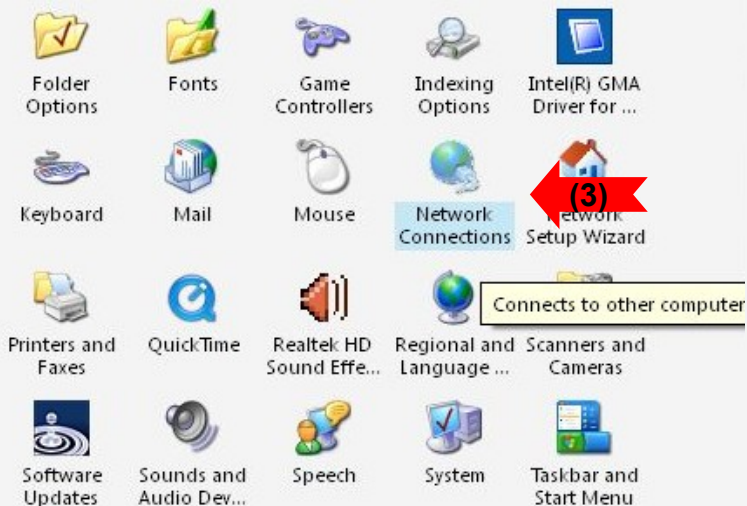 Folder
Options
Fonts
Game
Controllers
Indexing
Options
Intel(R) GMA
Driver for ...
Keyboard
Mail
Mouse
Network
Connections
(3)
Network
Setup Wizard
Connects to other computer
Printers and
Faxes
QuickTime
Realtek HD
Sound Effe...
Regional and
Language ...
Scanners and
Cameras
Software
Updates
Sounds and
Audio Dev...
Speech
System
Taskbar and
Start Menu